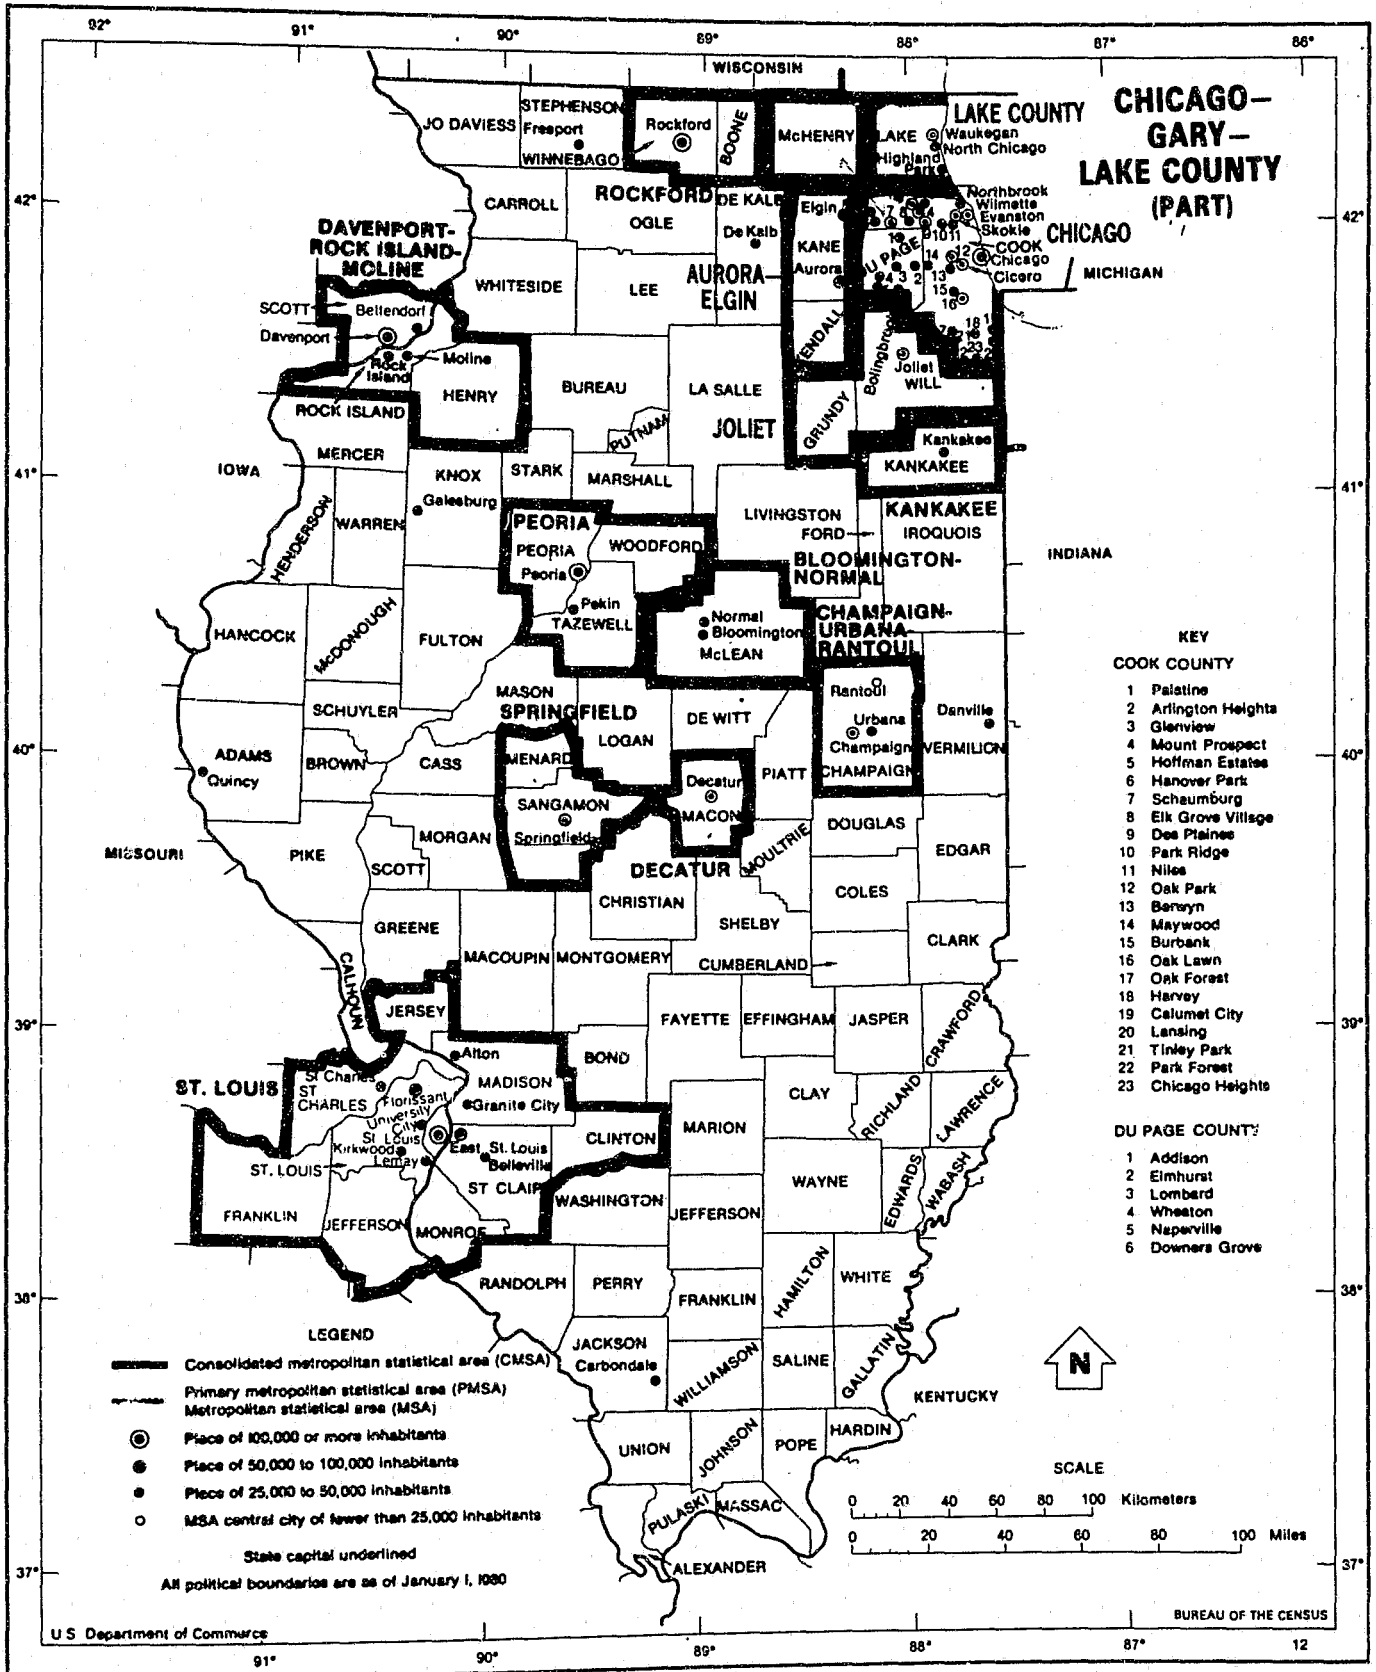 92°
91°
90°
89°
88°
87°
86°
WISCONSIN
CHICAGO–
GARY–
LAKE COUNTY
(PART)
LAKE COUNTY
JO DAVIESS
STEPHENSON
Freeport
WINNEBAGO
Rockford
BOONE
McHENRY
LAKE
Waukegan
North Chicago
Highland
Park
42°
42°
CARROLL
ROCKFORD
OGLE
DE KALB
De Kalb
Elgin
KANE
Aurora
Northbrook
Wilmette
Evanston
Skokie
COOK
CHICAGO
Chicago
Cicero
DU PAGE
MICHIGAN
DAVENPORT-
ROCK ISLAND-
MOLINE
SCOTT
Bettendorf
Davenport
Rock
Island
Moline
ROCK ISLAND
HENRY
WHITESIDE
LEE
AURORA–
ELGIN
KENDALL
Bolingbrook
Joliet
WILL
BUREAU
LA SALLE
PUTNAM
JOLIET
GRUNDY
Kankakee
KANKAKEE
KANKAKEE
41°
41°
IOWA
MERCER
KNOX
Galesburg
STARK
MARSHALL
HENDERSON
WARREN
PEORIA
PEORIA
Peoria
WOODFORD
LIVINGSTON
FORD
IROQUOIS
INDIANA
BLOOMINGTON-
NORMAL
Pekin
TAZEWELL
Normal
Bloomington
McLEAN
CHAMPAIGN-
URBANA-
RANTOUL
HANCOCK
McDONOUGH
FULTON
MASON
SCHUYLER
SPRINGFIELD
LOGAN
DE WITT
Rantoul
Urbana
Champaign
CHAMPAIGN
Danville
VERMILION
40°
40°
ADAMS
Quincy
BROWN
CASS
MENARD
SANGAMON
Springfield
Decatur
MACON
DECATUR
PIATT
DOUGLAS
EDGAR
MOULTRIE
COLES
MISSOURI
PIKE
SCOTT
MORGAN
CHRISTIAN
SHELBY
GREENE
MACOUPIN
MONTGOMERY
CUMBERLAND
CLARK
CALHOUN
JERSEY
39°
39°
FAYETTE
EFFINGHAM
JASPER
CRAWFORD
BOND
Alton
MADISON
Granite City
ST. LOUIS
St Charles
ST
CHARLES
Florissant
University
City
St. Louis
Kirkwood
Lemay
East St. Louis
Belleville
ST. LOUIS
ST CLAIR
CLINTON
MARION
CLAY
RICHLAND
LAWRENCE
WAYNE
EDWARDS
WABASH
FRANKLIN
JEFFERSON
MONROE
WASHINGTON
JEFFERSON
38°
38°
RANDOLPH
PERRY
FRANKLIN
HAMILTON
WHITE
JACKSON
Carbondale
WILLIAMSON
SALINE
GALLATIN
KENTUCKY
UNION
JOHNSON
POPE
HARDIN
PULASKI
MASSAC
ALEXANDER
37°
37°
KEY
COOK COUNTY
1 Palatine
2 Arlington Heights
3 Glenview
4 Mount Prospect
5 Hoffman Estates
6 Hanover Park
7 Schaumburg
8 Elk Grove Village
9 Des Plaines
10 Park Ridge
11 Niles
12 Oak Park
13 Berwyn
14 Maywood
15 Burbank
16 Oak Lawn
17 Oak Forest
18 Harvey
19 Calumet City
20 Lansing
21 Tinley Park
22 Park Forest
23 Chicago Heights
DU PAGE COUNTY
1 Addison
2 Elmhurst
3 Lombard
4 Wheaton
5 Naperville
6 Downers Grove
N
LEGEND
Consolidated metropolitan statistical area (CMSA)
Primary metropolitan statistical area (PMSA)
Metropolitan statistical area (MSA)
Place of 100,000 or more inhabitants
Place of 50,000 to 100,000 inhabitants
Place of 25,000 to 50,000 inhabitants
MSA central city of fewer than 25,000 inhabitants
State capital underlined
All political boundaries are as of January 1, 1980
SCALE
0 20 40 60 80 100 Kilometers
0 20 40 60 80 100 Miles
U S Department of Commerce
BUREAU OF THE CENSUS
91°
90°
89°
88°
87°
12